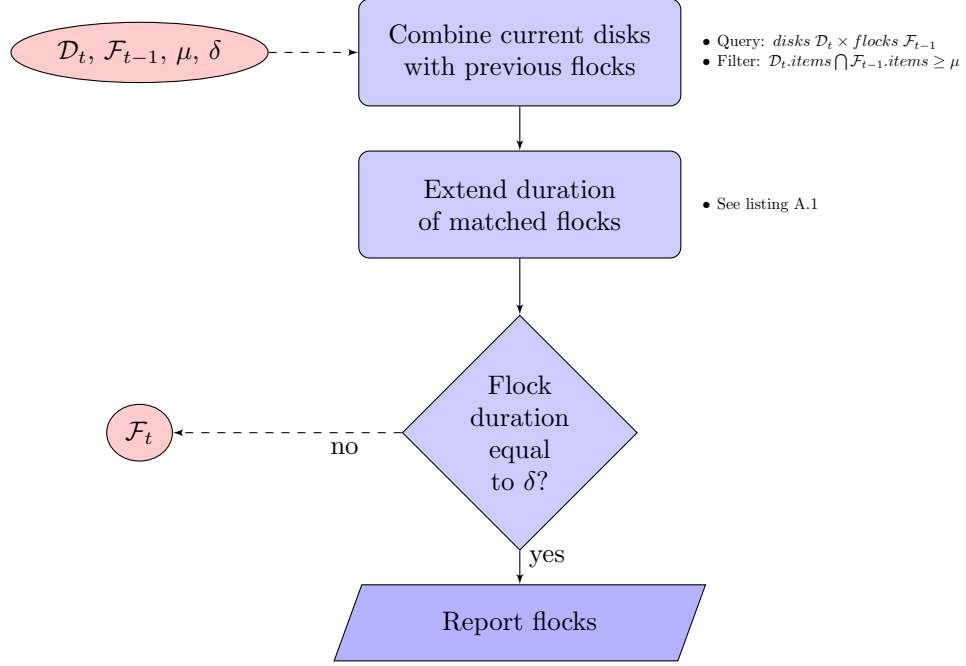 Combine current disks
with previous flocks
𝒟ₜ, ℱₜ₋₁, μ, δ
• Query: disks 𝒟ₜ × flocks ℱₜ₋₁
• Filter: 𝒟ₜ.items ⋂ ℱₜ₋₁.items ≥ μ
Extend duration
of matched flocks
• See listing A.1
Flock
duration
equal
to δ?
ℱₜ
no
yes
Report flocks